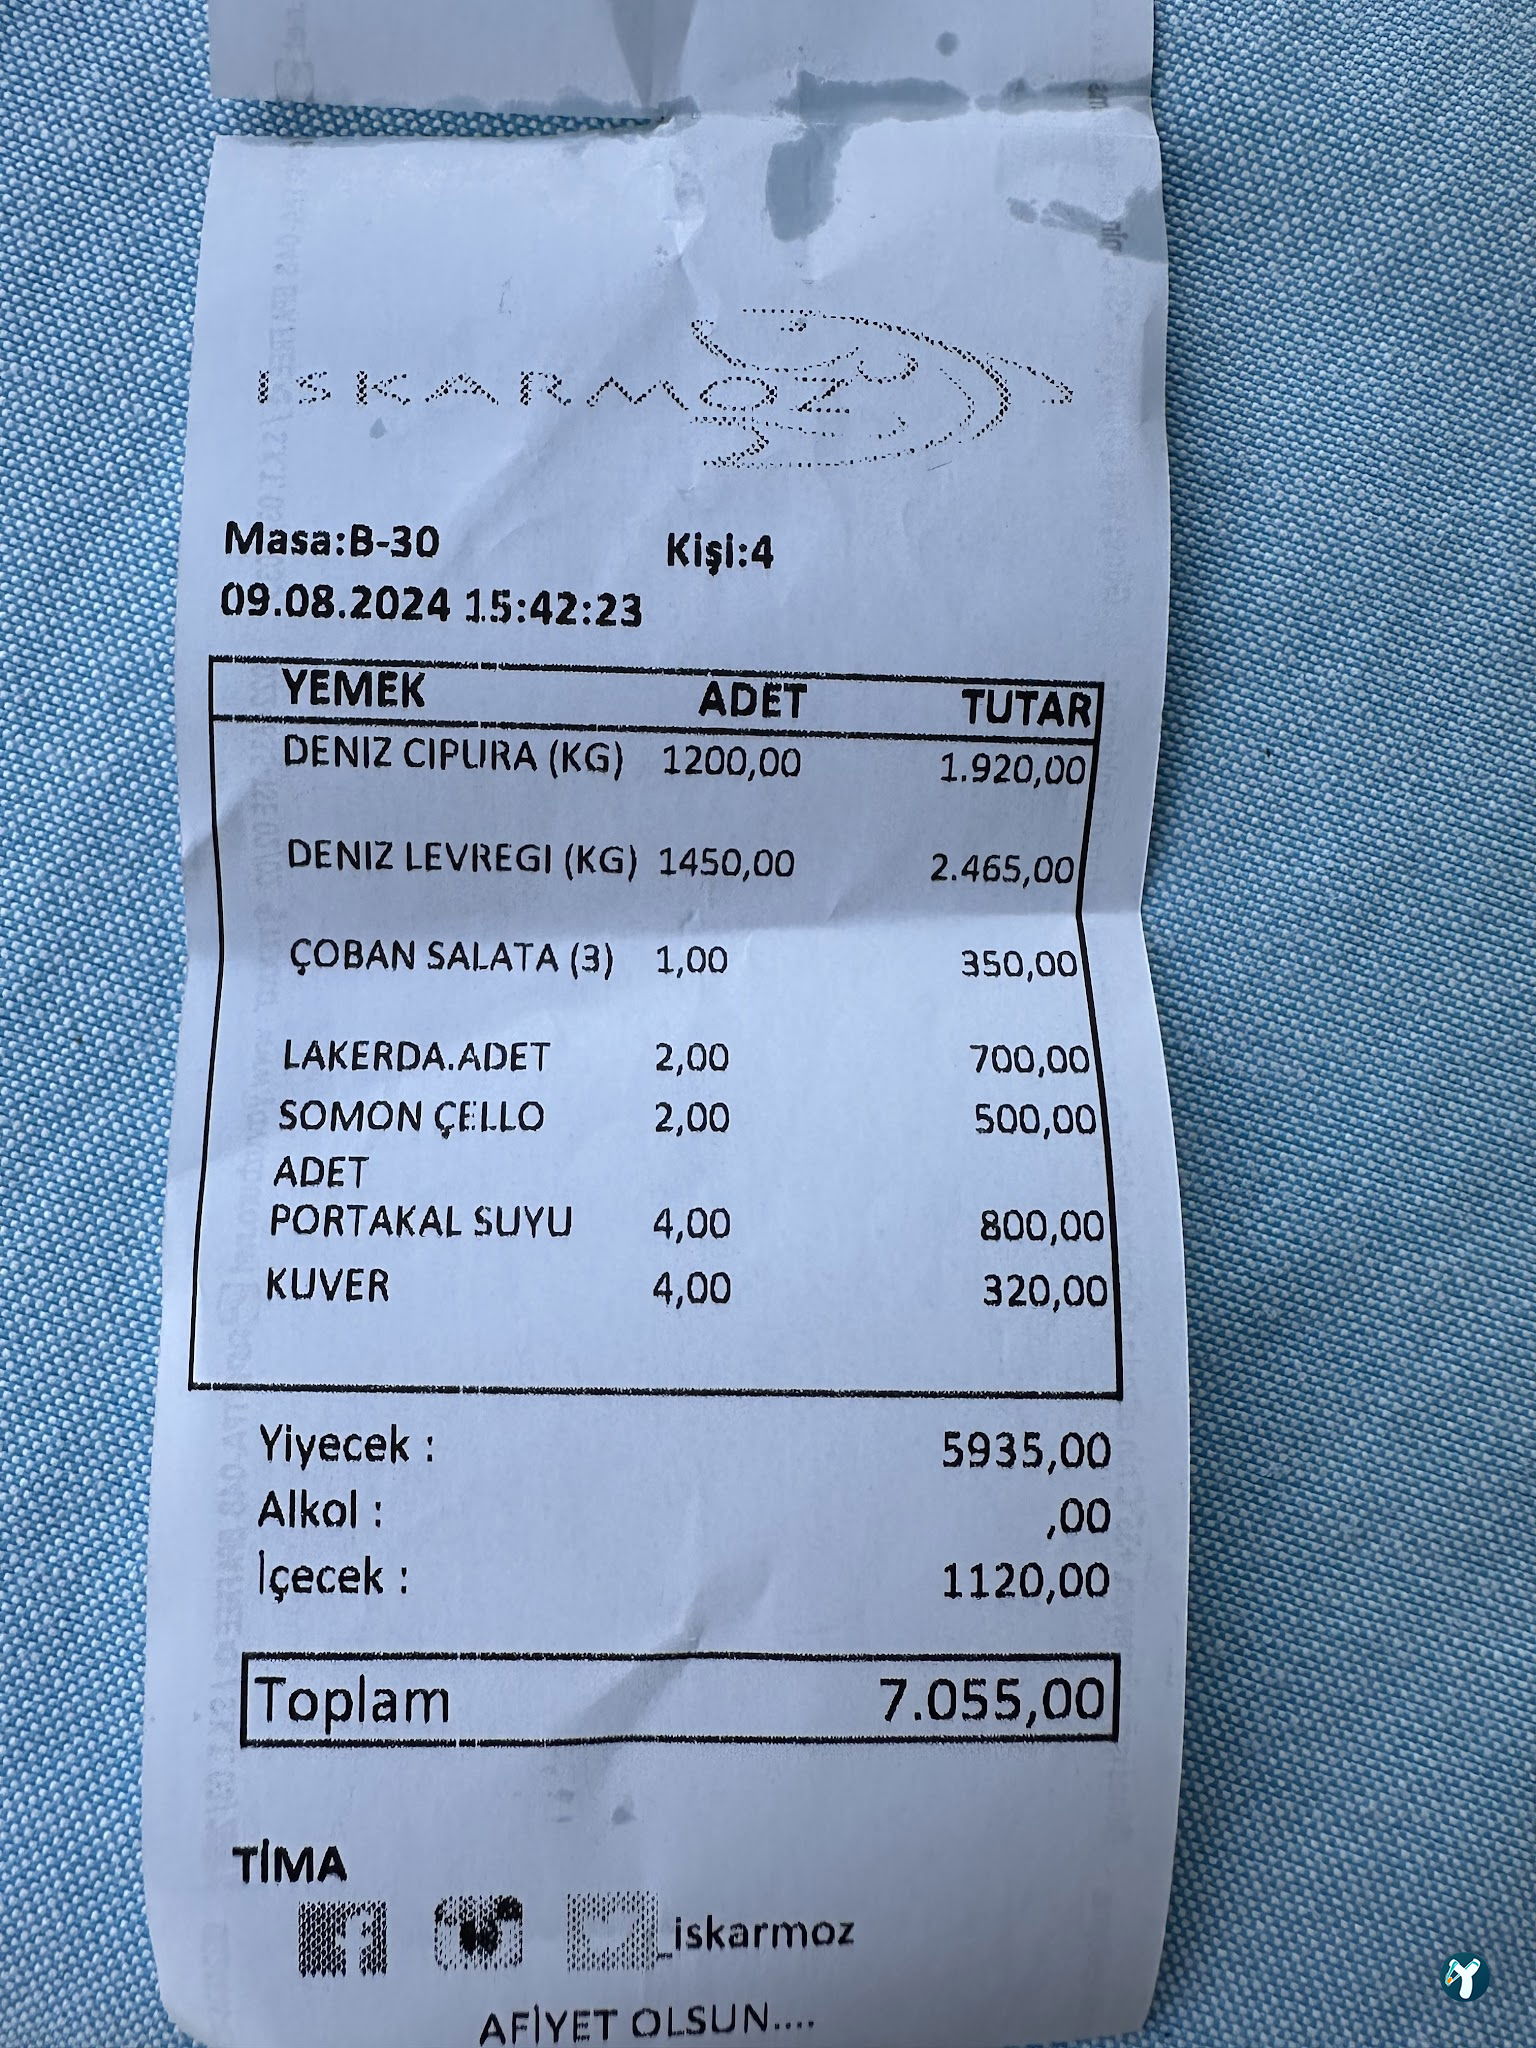 ISKARMOZ
Masa:B-30 Kişi:4
09.08.2024 15:42:23
YEMEK ADET TUTAR
DENIZ CIPURA (KG) 1200,00 1.920,00
DENIZ LEVREGI (KG) 1450,00 2.465,00
ÇOBAN SALATA (3) 1,00 350,00
LAKERDA.ADET 2,00 700,00
SOMON ÇELLO 2,00 500,00
ADET
PORTAKAL SUYU 4,00 800,00
KUVER 4,00 320,00
Yiyecek : 5935,00
Alkol : ,00
İçecek : 1120,00
Toplam 7.055,00
TİMA
_iskarmoz
AFİYET OLSUN....